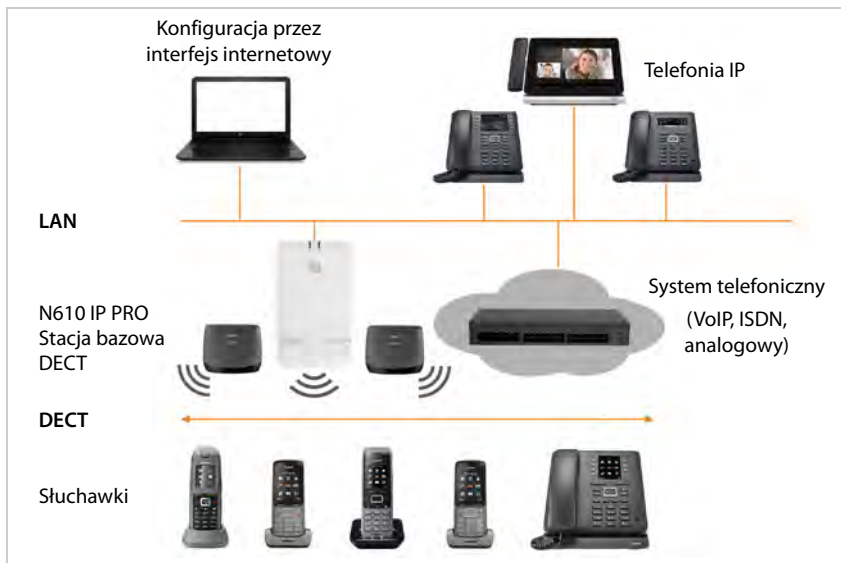 Konfiguracja przez
interfejs internetowy
Telefonia IP
LAN
N610 IP PRO
Stacja bazowa
DECT
System telefoniczny
(VoIP, ISDN,
analogowy)
DECT
Słuchawki